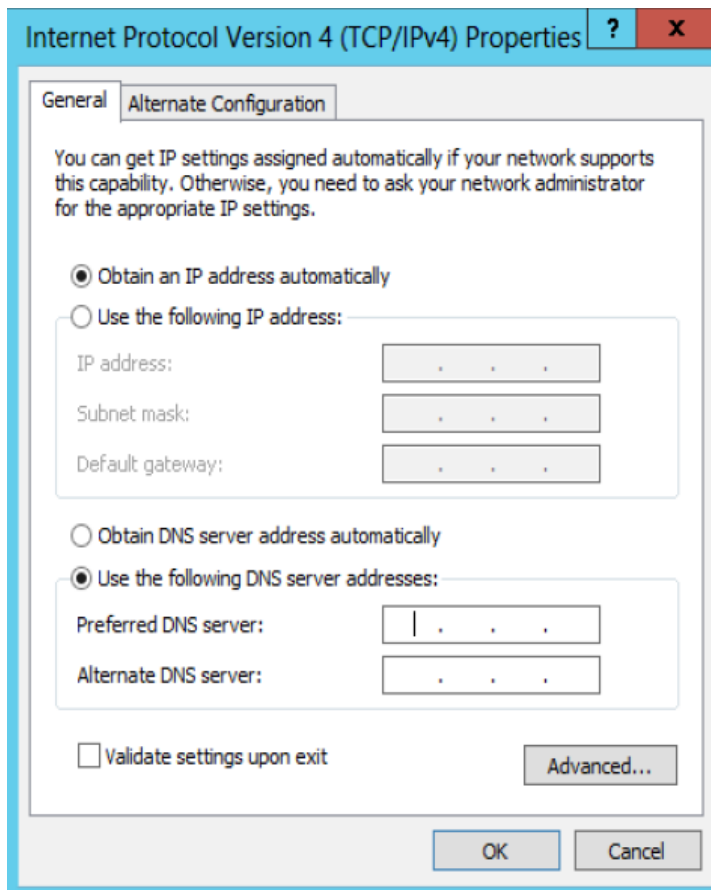 Internet Protocol Version 4 (TCP/IPv4) Properties ? x
General Alternate Configuration
You can get IP settings assigned automatically if your network supports
this capability. Otherwise, you need to ask your network administrator
for the appropriate IP settings.
Obtain an IP address automatically
Use the following IP address:
IP address: . . .
Subnet mask: . . .
Default gateway: . . .
Obtain DNS server address automatically
Use the following DNS server addresses:
Preferred DNS server: . . .
Alternate DNS server: . . .
Validate settings upon exit
Advanced...
OK Cancel